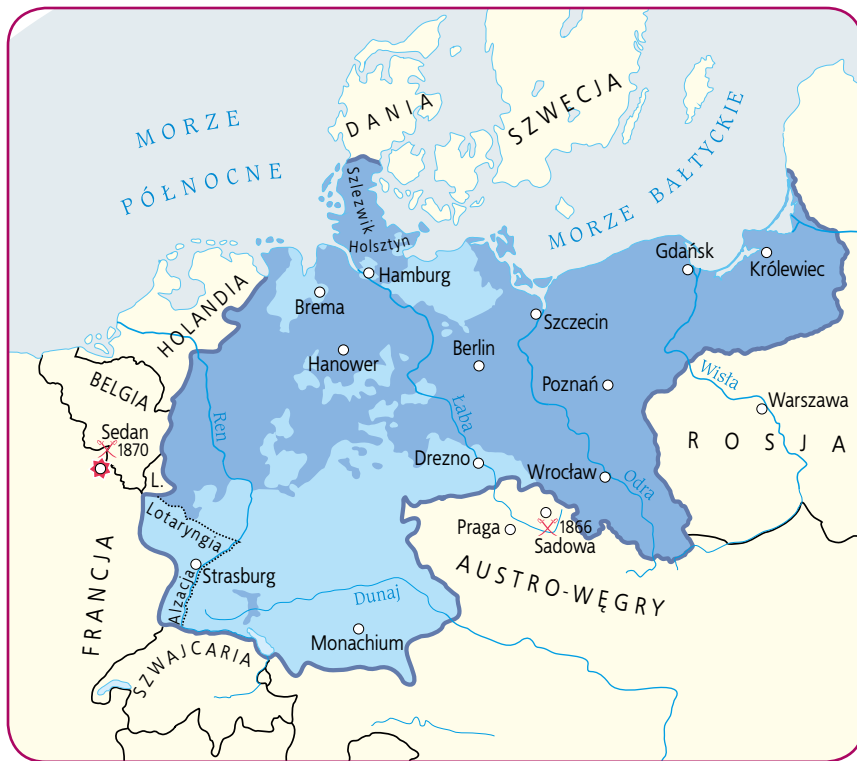 MORZE
PÓŁNOCNE
DANIA
SZWECJA
MORZE BAŁTYCKIE
Szlezwik
Holsztyn
Hamburg
Gdańsk
Królewiec
Brema
HOLANDIA
Szczecin
Hanower
Berlin
BELGIA
Poznań
Wisła
Warszawa
Ren
Łaba
ROSJA
Sedan
1870
L.
Drezno
Wrocław
Odra
Lotaryngia
Praga
1866
Sadowa
FRANCJA
Strasburg
AUSTRO-WĘGRY
Alzacja
Dunaj
Monachium
SZWAJCARIA